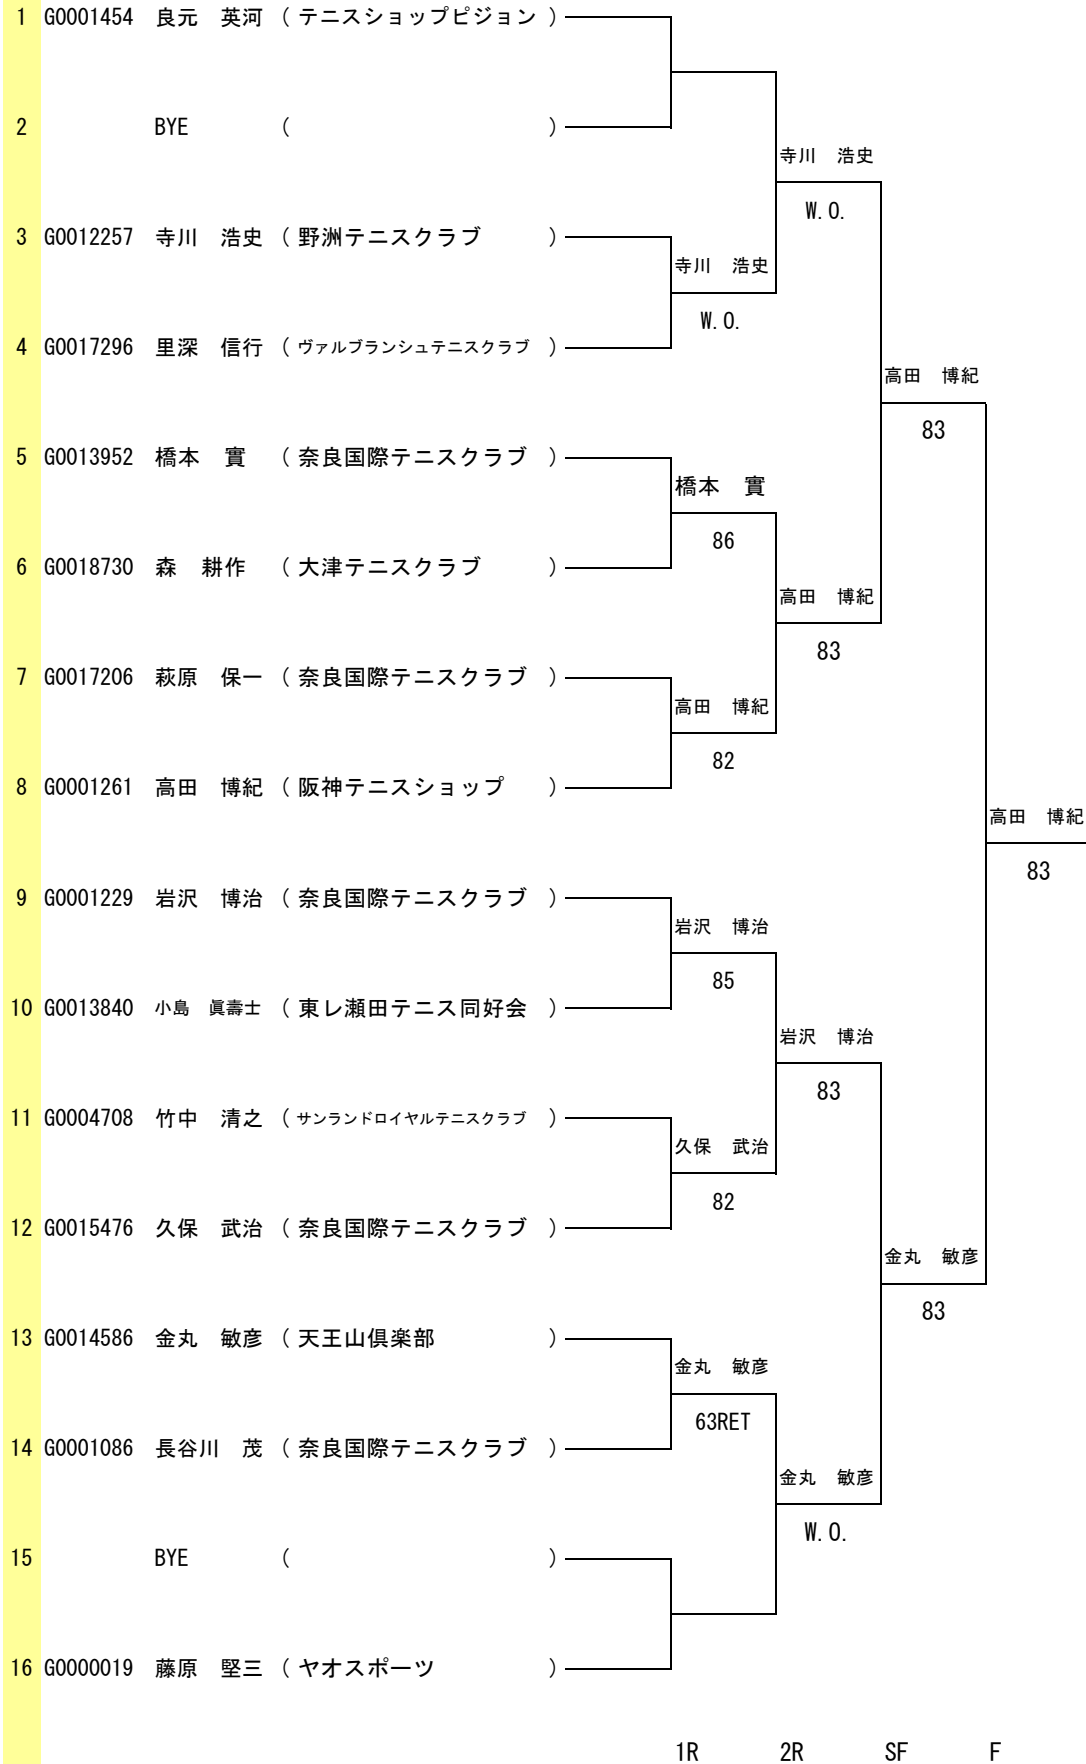 1 G0001454 良元 英河 ( テニスショップピジョン )
2 BYE ( )
寺川 浩史
W.O.
3 G0012257 寺川 浩史 ( 野洲テニスクラブ )
寺川 浩史
W.O.
4 G0017296 里深 信行 ( ヴァルブランシュテニスクラブ )
高田 博紀
83
5 G0013952 橋本 實 ( 奈良国際テニスクラブ )
橋本 實
86
6 G0018730 森 耕作 ( 大津テニスクラブ )
高田 博紀
83
7 G0017206 萩原 保一 ( 奈良国際テニスクラブ )
高田 博紀
82
8 G0001261 高田 博紀 ( 阪神テニスショップ )
高田 博紀
83
9 G0001229 岩沢 博治 ( 奈良国際テニスクラブ )
岩沢 博治
85
10 G0013840 小島 眞壽士 ( 東レ瀬田テニス同好会 )
岩沢 博治
83
11 G0004708 竹中 清之 ( サンランドロイヤルテニスクラブ )
久保 武治
82
12 G0015476 久保 武治 ( 奈良国際テニスクラブ )
金丸 敏彦
83
13 G0014586 金丸 敏彦 ( 天王山倶楽部 )
金丸 敏彦
63RET
14 G0001086 長谷川 茂 ( 奈良国際テニスクラブ )
金丸 敏彦
W.O.
15 BYE ( )
16 G0000019 藤原 堅三 ( ヤオスポーツ )
1R 2R SF F